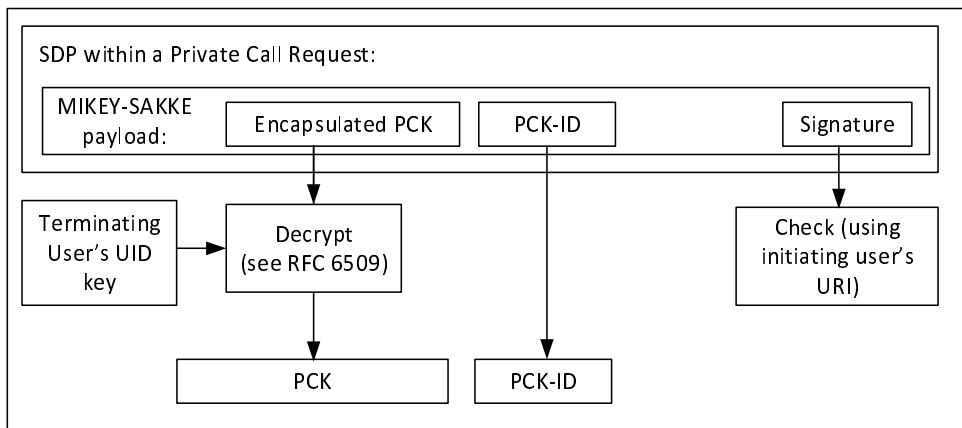 SDP within a Private Call Request:
MIKEY-SAKKE
payload:
Encapsulated PCK
PCK-ID
Signature
Terminating
User's UID
key
Decrypt
(see RFC 6509)
Check (using
initiating user's
URI)
PCK
PCK-ID